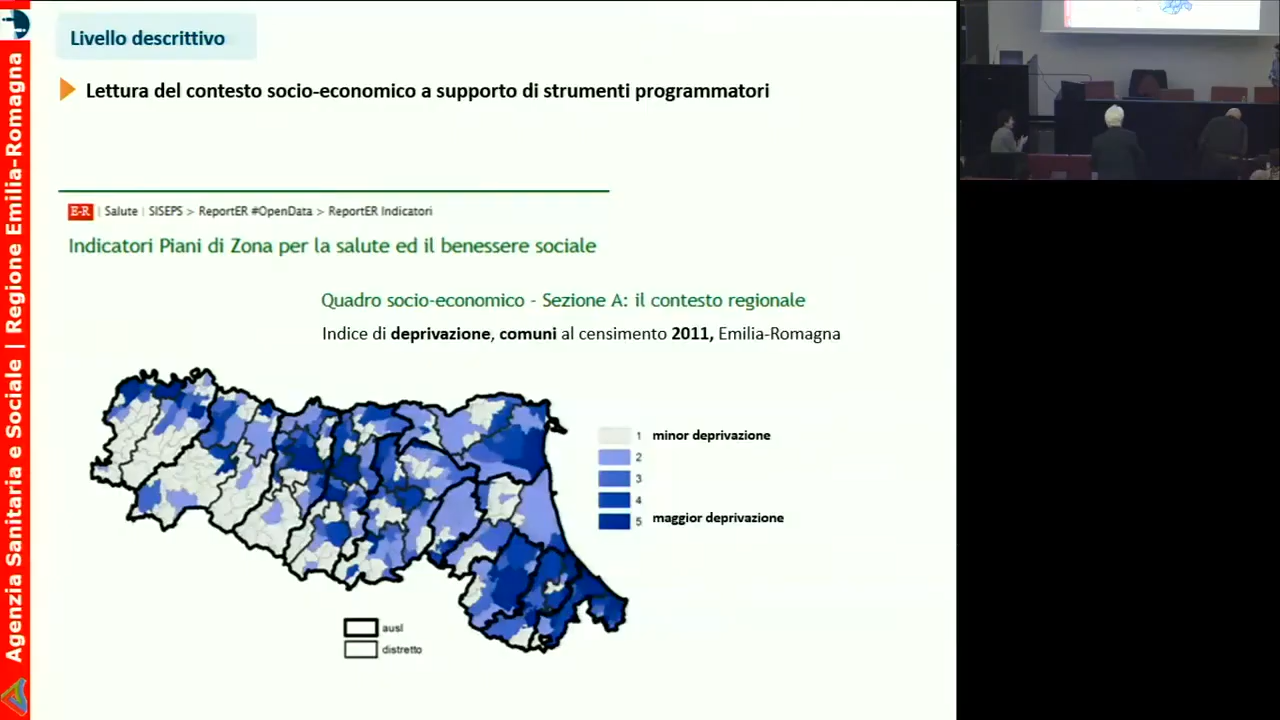 Agenzia Sanitaria e Sociale | Regione Emilia-Romagna
Livello descrittivo
Lettura del contesto socio-economico a supporto di strumenti programmatori
E-R | Salute | SISEPS > ReportER #OpenData > ReportER Indicatori
Indicatori Piani di Zona per la salute ed il benessere sociale
Quadro socio-economico - Sezione A: il contesto regionale
Indice di deprivazione, comuni al censimento 2011, Emilia-Romagna
1 minor deprivazione
2
3
4
5 maggior deprivazione
ausl
distretto